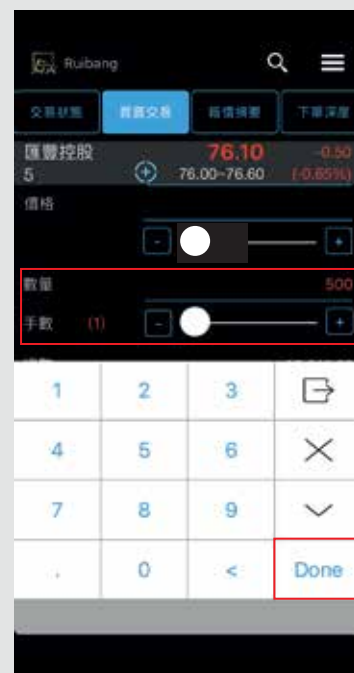 Ruibang
交易狀態 買賣交易 賬價摘要 下單深度
匯豐控股 76.10 -0.50
5 76.00-76.60 (-0.65%)
價格
- +
數量 500
手數 (1) - +
1 2 3
4 5 6
7 8 9
. 0 < Done